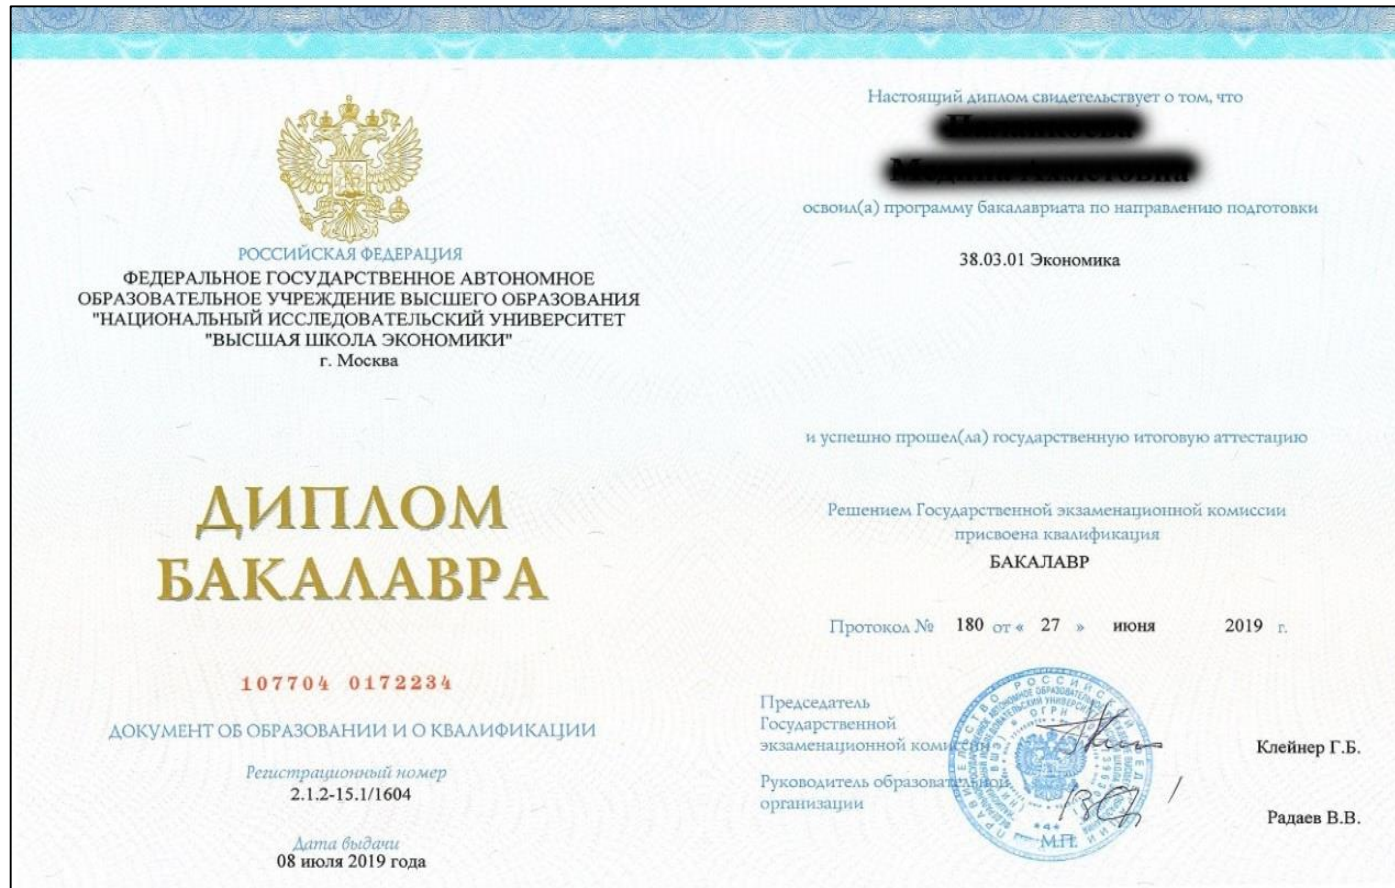 РОССИЙСКАЯ ФЕДЕРАЦИЯ
ФЕДЕРАЛЬНОЕ ГОСУДАРСТВЕННОЕ АВТОНОМНОЕ
ОБРАЗОВАТЕЛЬНОЕ УЧРЕЖДЕНИЕ ВЫСШЕГО ОБРАЗОВАНИЯ
"НАЦИОНАЛЬНЫЙ ИССЛЕДОВАТЕЛЬСКИЙ УНИВЕРСИТЕТ
"ВЫСШАЯ ШКОЛА ЭКОНОМИКИ"
г. Москва
ДИПЛОМ
БАКАЛАВРА
107704 0172234
ДОКУМЕНТ ОБ ОБРАЗОВАНИИ И О КВАЛИФИКАЦИИ
Регистрационный номер
2.1.2-15.1/1604
Дата выдачи
08 июля 2019 года
Настоящий диплом свидетельствует о том, что
освоил(а) программу бакалавриата по направлению подготовки
38.03.01 Экономика
и успешно прошел(ла) государственную итоговую аттестацию
Решением Государственной экзаменационной комиссии
присвоена квалификация
БАКАЛАВР
Протокол № 180 от « 27 » июня 2019 г.
Председатель
Государственной
экзаменационной комиссии
Клейнер Г.Б.
Руководитель образовательной
организации
Радаев В.В.
М.П.